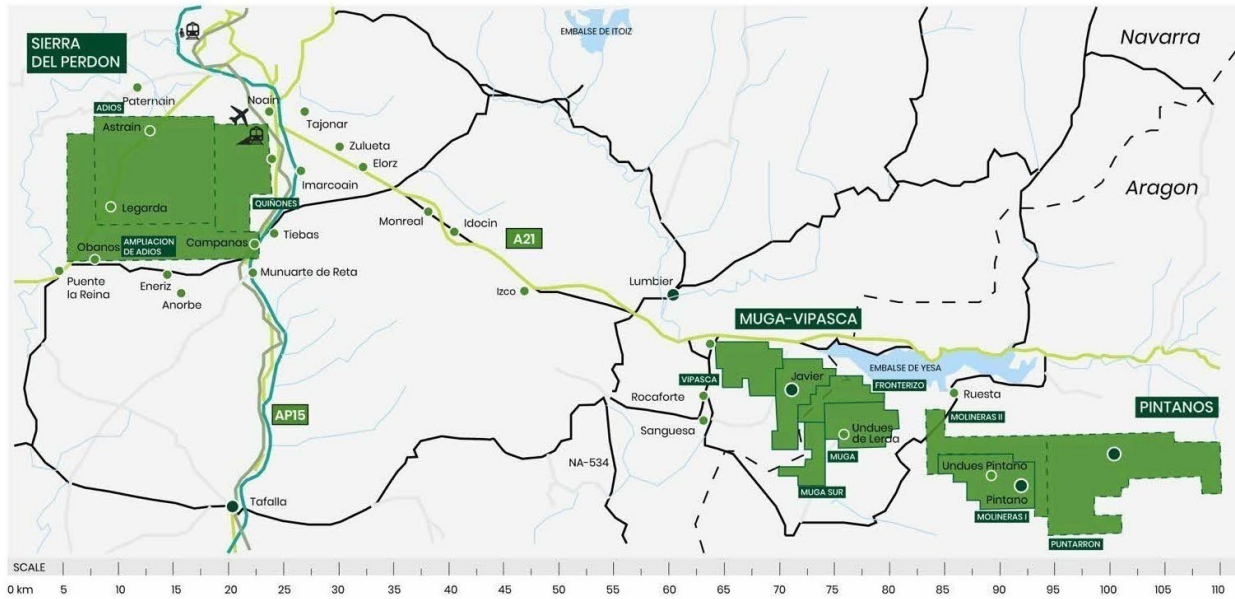 SIERRA
DEL PERDON
EMBALSE DE ITOIZ
Navarra
Paternain
ADIOS
Noain
Astrain
Tajonar
Zulueta
Elorz
Imarcoain
Aragon
Legarda
QUIÑONES
Monreal
Idocin
A21
Obanos
AMPLIACION
DE ADIOS
Campanas
Tiebas
Puente
la Reina
Eneriz
Anorbe
Munuarte de Reta
Izco
Lumbier
MUGA-VIPASCA
EMBALSE DE YESA
VIPASCA
Javier
FRONTERIZO
Rocaforte
Ruesta
AP15
Sanguesa
MOLINERAS II
PINTANOS
Undues
de Lerda
NA-534
MUGA
MUGA SUR
Undues Pintano
Pintano
MOLINERAS I
Tafalla
PUNTARRON
SCALE
0 km 5 10 15 20 25 30 35 40 45 50 55 60 65 70 75 80 85 90 95 100 105 110